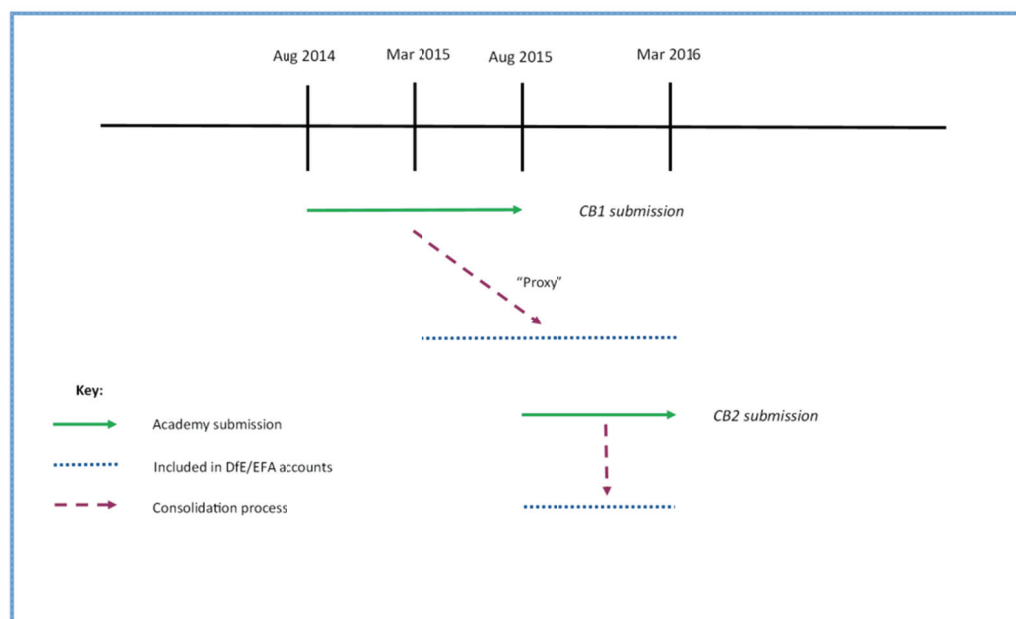 Aug 2014
Mar 2015
Aug 2015
Mar 2016
CB1 submission
“Proxy”
Key:
Academy submission
CB2 submission
Included in DfE/EFA accounts
Consolidation process